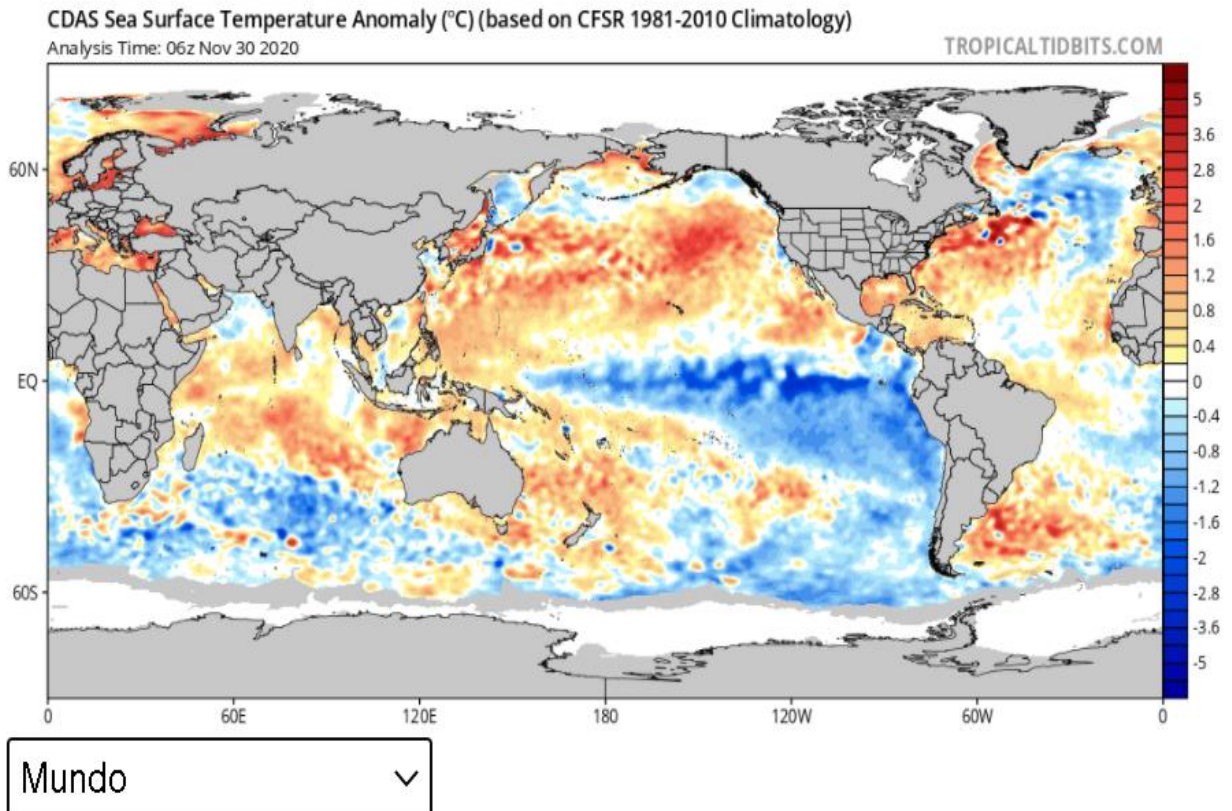 CDAS Sea Surface Temperature Anomaly (°C) (based on CFSR 1981-2010 Climatology)
Analysis Time: 06z Nov 30 2020
TROPICALTIDBITS.COM
5
3.6
2.8
2
1.6
1.2
0.8
0.4
0
-0.4
-0.8
-1.2
-1.6
-2
-2.8
-3.6
-5
60N
EQ
60S
0 60E 120E 180 120W 60W 0
Mundo